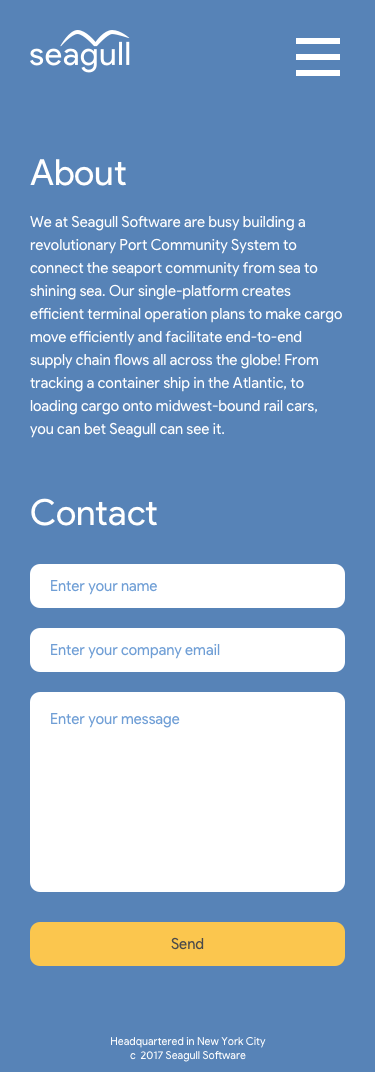 seagull
About
We at Seagull Software are busy building a
revolutionary Port Community System to
connect the seaport community from sea to
shining sea. Our single-platform creates
efficient terminal operation plans to make cargo
move efficiently and facilitate end-to-end
supply chain flows all across the globe! From
tracking a container ship in the Atlantic, to
loading cargo onto midwest-bound rail cars,
you can bet Seagull can see it.
Contact
Enter your name
Enter your company email
Enter your message
Send
Headquartered in New York City
c 2017 Seagull Software